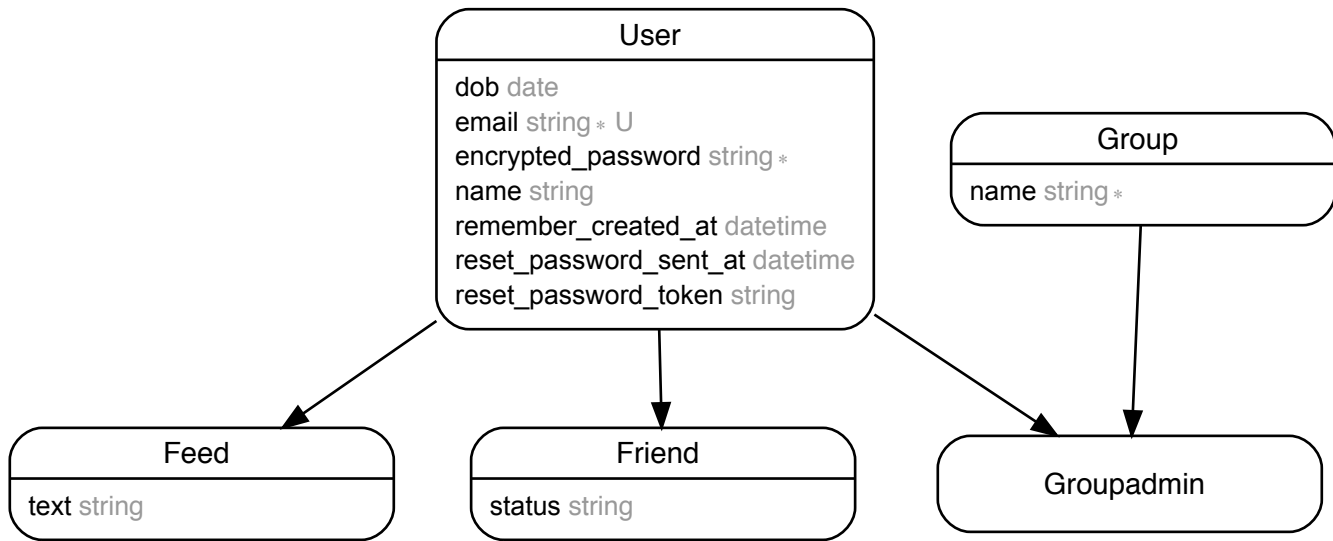 User
dob date
email string * U
encrypted_password string *
name string
remember_created_at datetime
reset_password_sent_at datetime
reset_password_token string
Group
name string *
Feed
text string
Friend
status string
Groupadmin